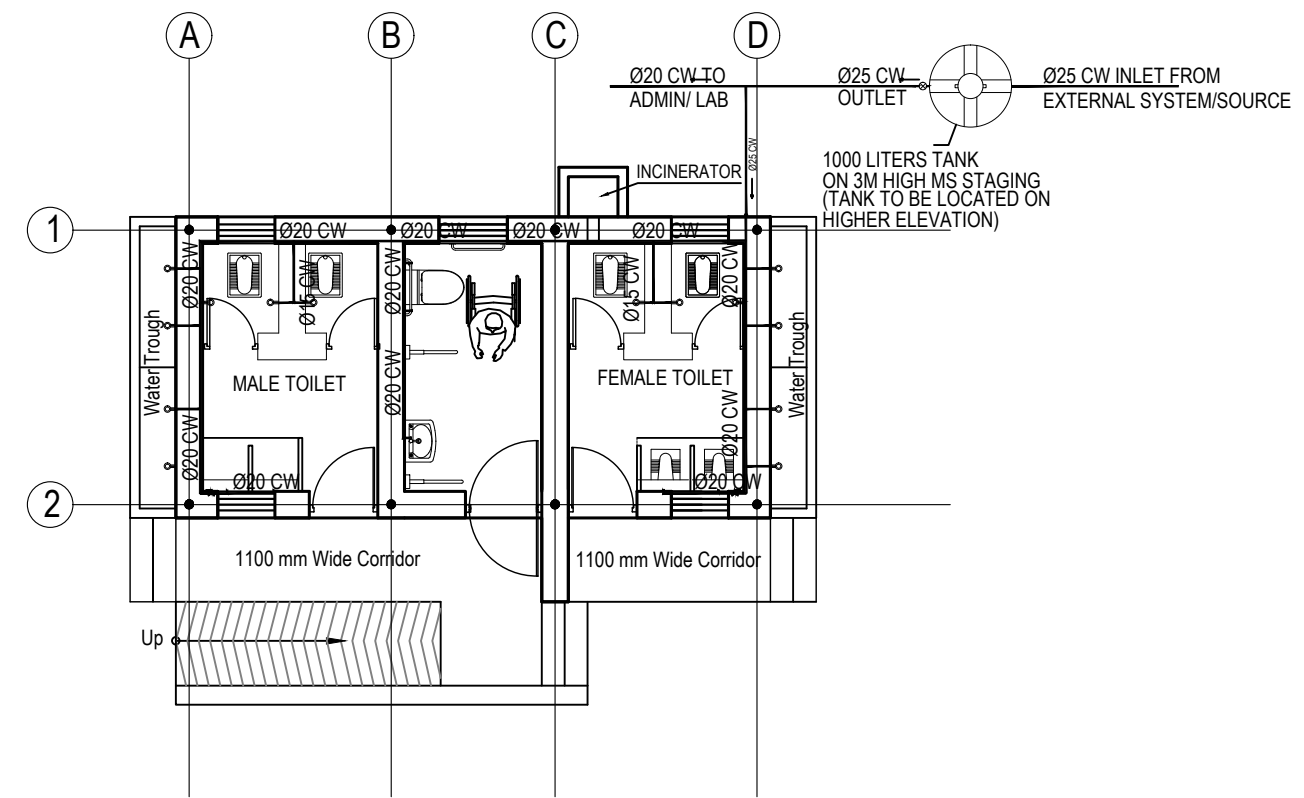 A
B
C
D
Ø20 CW TO
ADMIN/ LAB
Ø25 CW
OUTLET
Ø25 CW INLET FROM
EXTERNAL SYSTEM/SOURCE
Ø25 CW
1000 LITERS TANK
ON 3M HIGH MS STAGING
(TANK TO BE LOCATED ON
HIGHER ELEVATION)
INCINERATOR
1
Ø20 CW
Ø20 CW
Ø20 CW
Ø20 CW
Ø20 CW
Ø15 CW
Ø20 CW
Ø15 CW
Ø20 CW
Water Trough
MALE TOILET
Ø20 CW
FEMALE TOILET
Water Trough
Ø20 CW
Ø20 CW
Ø20 CW
Ø20 CW
2
1100 mm Wide Corridor
1100 mm Wide Corridor
Up